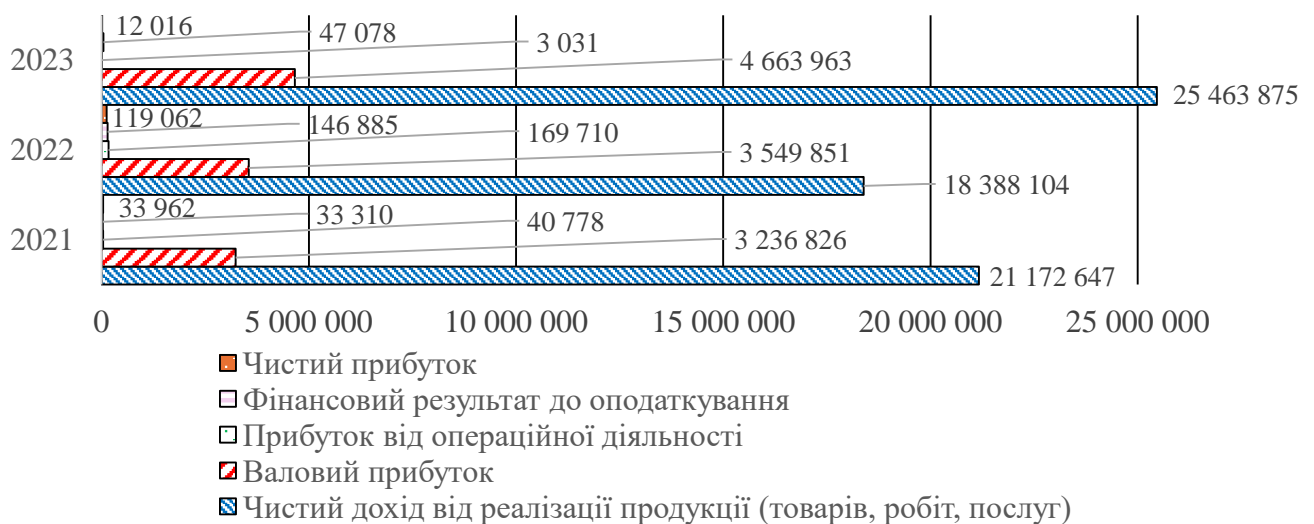 12 016
47 078
3 031
2023
4 663 963
25 463 875
119 062
146 885
169 710
2022
3 549 851
18 388 104
33 962
33 310
40 778
2021
3 236 826
21 172 647
0 5 000 000 10 000 000 15 000 000 20 000 000 25 000 000
Чистий прибуток
Фінансовий результат до оподаткування
Прибуток від операційної діяльності
Валовий прибуток
Чистий дохід від реалізації продукції (товарів, робіт, послуг)